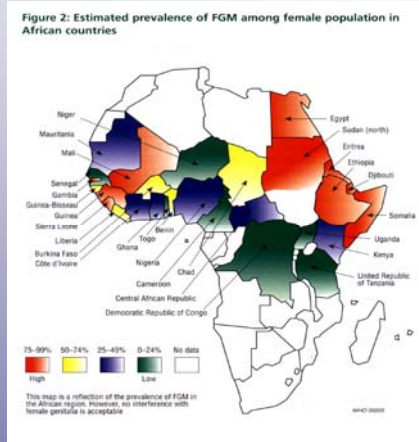 Figure 2: Estimated prevalence of FGM among female population in
African countries
Niger
Mauritania
Mali
Senegal
Gambia
Guinea-Bissau
Guinea
Sierra Leone
Liberia
Burkina Faso
Côte d'Ivoire
Ghana
Togo
Benin
Nigeria
Cameroon
Chad
Central African Republic
Democratic Republic of Congo
Egypt
Sudan (north)
Eritrea
Ethiopia
Djibouti
Somalia
Uganda
Kenya
United Republic
of Tanzania
75–99% 50–74% 25–49% 0–24% No data
High Low
This map is a reflection of the prevalence of FGM in
the African region. However, no interference with
female genitalia is acceptable